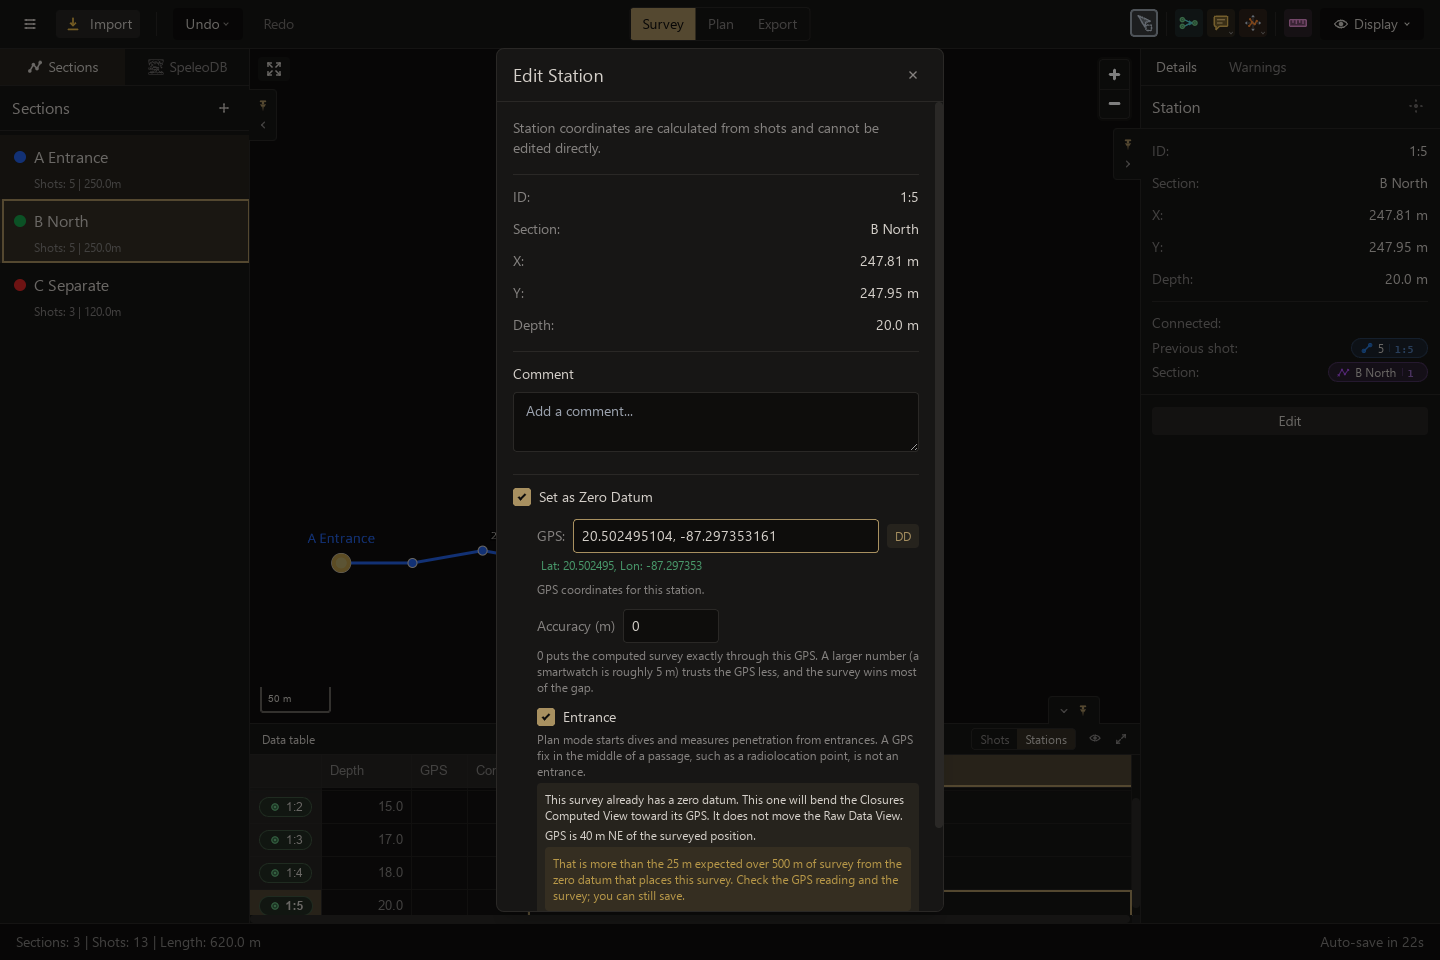 Import
Undo
Redo
Survey
Plan
Export
Display
Sections
SpeleoDB
Sections
A Entrance
Shots: 5 | 250.0m
B North
Shots: 5 | 250.0m
C Separate
Shots: 3 | 120.0m
A Entrance
50 m
Edit Station
Station coordinates are calculated from shots and cannot be
edited directly.
ID:
1:5
Section:
B North
X:
247.81 m
Y:
247.95 m
Depth:
20.0 m
Comment
Add a comment...
Set as Zero Datum
GPS:
20.502495104, -87.297353161
DD
Lat: 20.502495, Lon: -87.297353
GPS coordinates for this station.
Accuracy (m)
0
0 puts the computed survey exactly through this GPS. A larger number (a
smartwatch is roughly 5 m) trusts the GPS less, and the survey wins most
of the gap.
Entrance
Plan mode starts dives and measures penetration from entrances. A GPS
fix in the middle of a passage, such as a radiolocation point, is not an
entrance.
This survey already has a zero datum. This one will bend the Closures
Computed View toward its GPS. It does not move the Raw Data View.
GPS is 40 m NE of the surveyed position.
That is more than the 25 m expected over 500 m of survey from the
zero datum that places this survey. Check the GPS reading and the
survey; you can still save.
Details
Warnings
Station
ID:
1:5
Section:
B North
X:
247.81 m
Y:
247.95 m
Depth:
20.0 m
Connected:
Previous shot:
5
1:5
Section:
B North
1
Edit
Data table
Shots
Stations
Depth
GPS
1:2
15.0
1:3
17.0
1:4
18.0
1:5
20.0
Sections: 3 | Shots: 13 | Length: 620.0 m
Auto-save in 22s